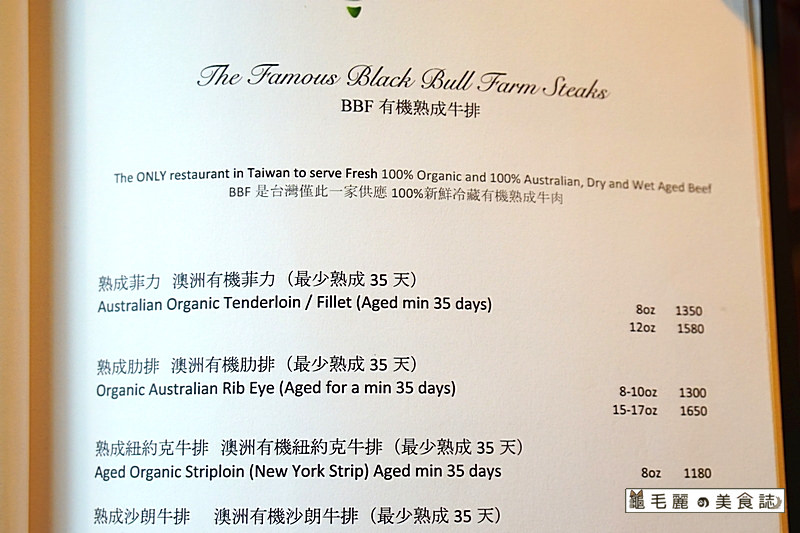 The Famous Black Bull Farm Steaks
BBF 有機熟成牛排
The ONLY restaurant in Taiwan to serve Fresh 100% Organic and 100% Australian, Dry and Wet Aged Beef
BBF 是台灣僅此一家供應 100%新鮮冷藏有機熟成牛肉
熟成菲力 澳洲有機菲力（最少熟成 35 天）
Australian Organic Tenderloin / Fillet (Aged min 35 days)
8oz 1350
12oz 1580
熟成肋排 澳洲有機肋排（最少熟成 35 天）
Organic Australian Rib Eye (Aged for a min 35 days)
8-10oz 1300
15-17oz 1650
熟成紐約克牛排 澳洲有機紐約克牛排（最少熟成 35 天）
Aged Organic Striploin (New York Strip) Aged min 35 days
8oz 1180
熟成沙朗牛排 澳洲有機沙朗牛排（最少熟成 35 天）
龜毛麗の美食誌